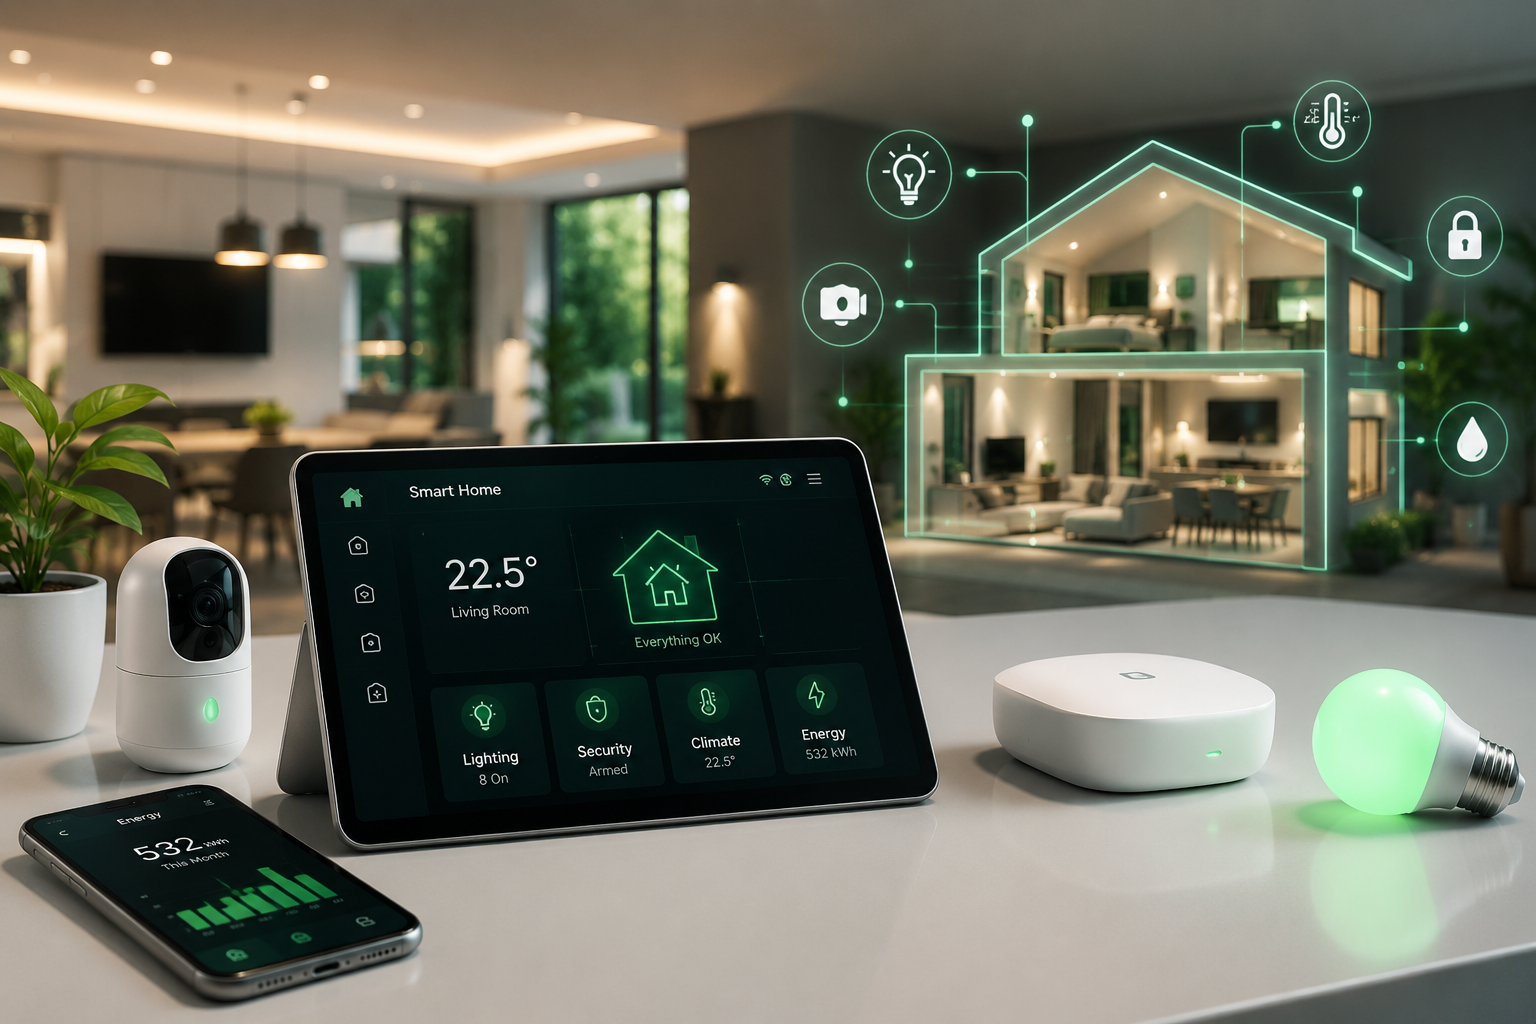 Smart Home
22.5°
Living Room
Everything OK
Lighting
8 On
Security
Armed
Climate
22.5°
Energy
532 kWh
Energy
532 kWh
This Month